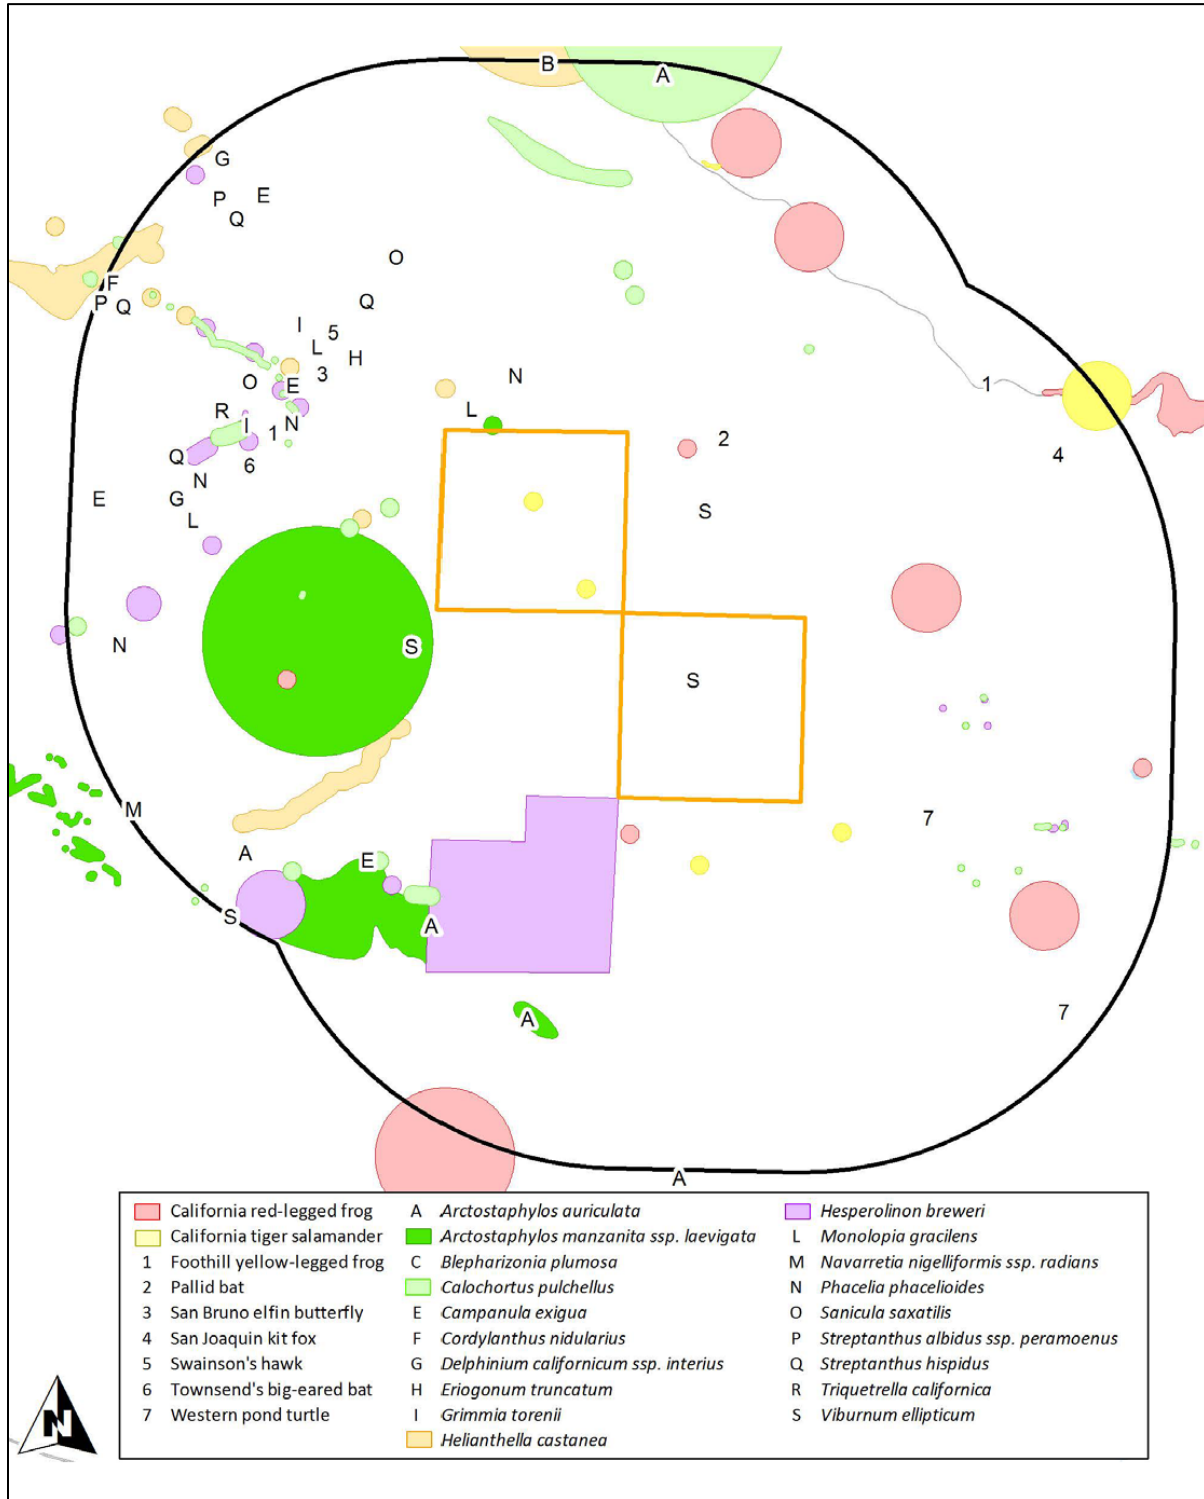 B
A
G
P E
Q
O
F
P Q
Q
I 5
L H
3
O E
N
1
L
R I 1 N
2
Q 6
4
N
E G
L
S
N
S
S
M
7
A
E
S
A
A
7
A
California red-legged frog
California tiger salamander
1 Foothill yellow-legged frog
2 Pallid bat
3 San Bruno elfin butterfly
4 San Joaquin kit fox
5 Swainson's hawk
6 Townsend's big-eared bat
7 Western pond turtle
A Arctostaphylos auriculata
Arctostaphylos manzanita ssp. laevigata
C Blepharizonia plumosa
Calochortus pulchellus
E Campanula exigua
F Cordylanthus nidularius
G Delphinium californicum ssp. interius
H Eriogonum truncatum
I Grimmia torenii
Helianthella castanea
Hesperolinon breweri
L Monolopia gracilens
M Navarretia nigelliformis ssp. radians
N Phacelia phacelioides
O Sanicula saxatilis
P Streptanthus albidus ssp. peramoenus
Q Streptanthus hispidus
R Triquetrella californica
S Viburnum ellipticum
N